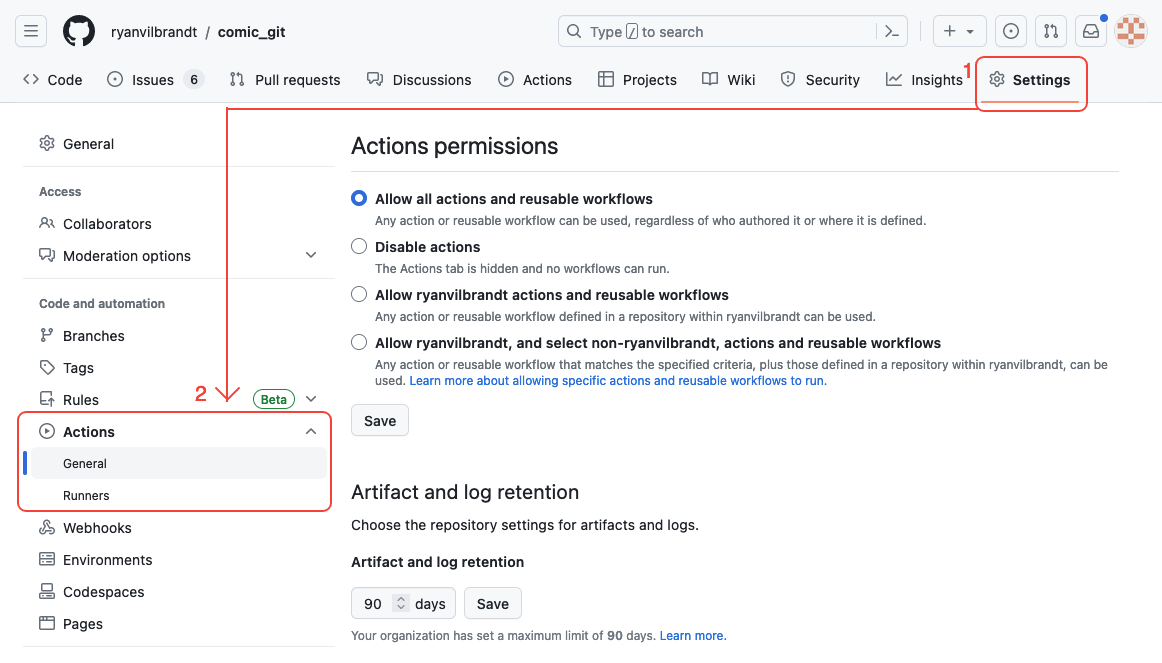 ryanvilbrandt / comic_git
Type / to search
Code
Issues 6
Pull requests
Discussions
Actions
Projects
Wiki
Security
Insights
1
Settings
General
Access
Collaborators
Moderation options
Code and automation
Branches
Tags
Rules
2
Beta
Actions
General
Runners
Webhooks
Environments
Codespaces
Pages
Actions permissions
Allow all actions and reusable workflows
Any action or reusable workflow can be used, regardless of who authored it or where it is defined.
Disable actions
The Actions tab is hidden and no workflows can run.
Allow ryanvilbrandt actions and reusable workflows
Any action or reusable workflow defined in a repository within ryanvilbrandt can be used.
Allow ryanvilbrandt, and select non-ryanvilbrandt, actions and reusable workflows
Any action or reusable workflow that matches the specified criteria, plus those defined in a repository within ryanvilbrandt, can be
used. Learn more about allowing specific actions and reusable workflows to run.
Save
Artifact and log retention
Choose the repository settings for artifacts and logs.
Artifact and log retention
90 days Save
Your organization has set a maximum limit of 90 days. Learn more.